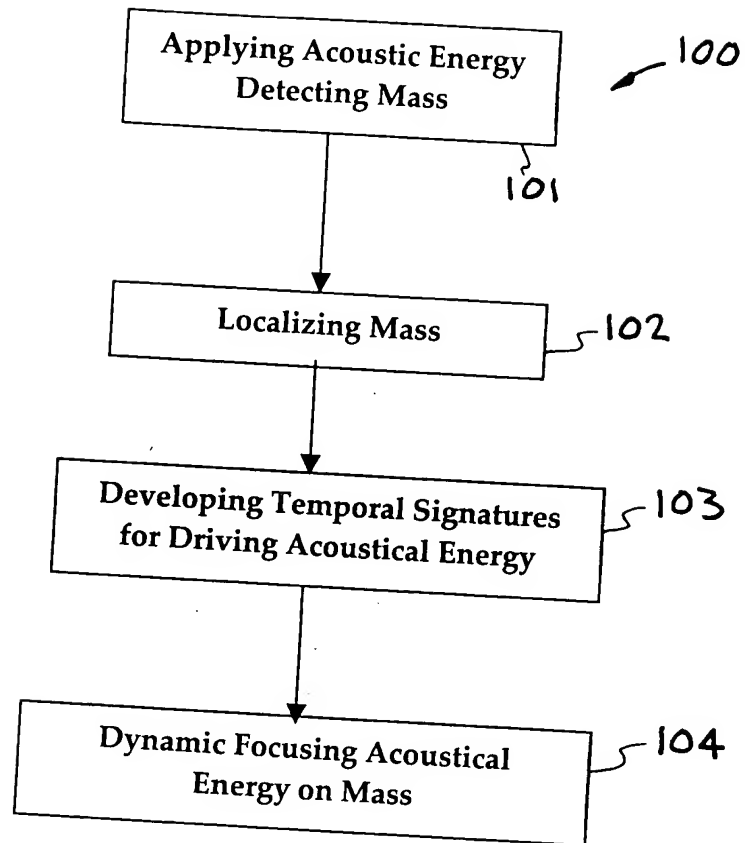 Applying Acoustic Energy
Detecting Mass
100
101
Localizing Mass
102
Developing Temporal Signatures
for Driving Acoustical Energy
103
Dynamic Focusing Acoustical
Energy on Mass
104